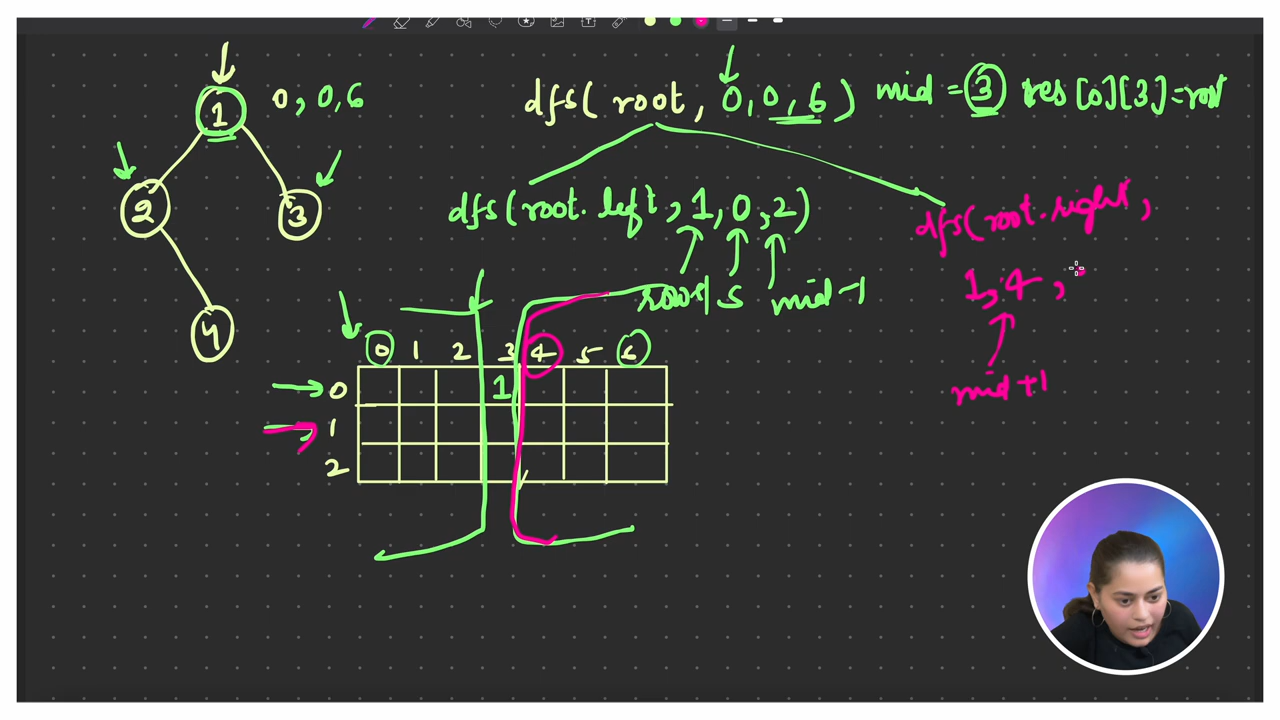 1 0, 0, 6
dfs( root, 0, 0, 6 ) mid = 3 res[0][3]=root
2 3
dfs(root.left, 1, 0, 2)
dfs(root.right,
1, 4,
row+1 s mid-1
mid+1
4
0 1 2 3 4 5 6
0 1
1
2